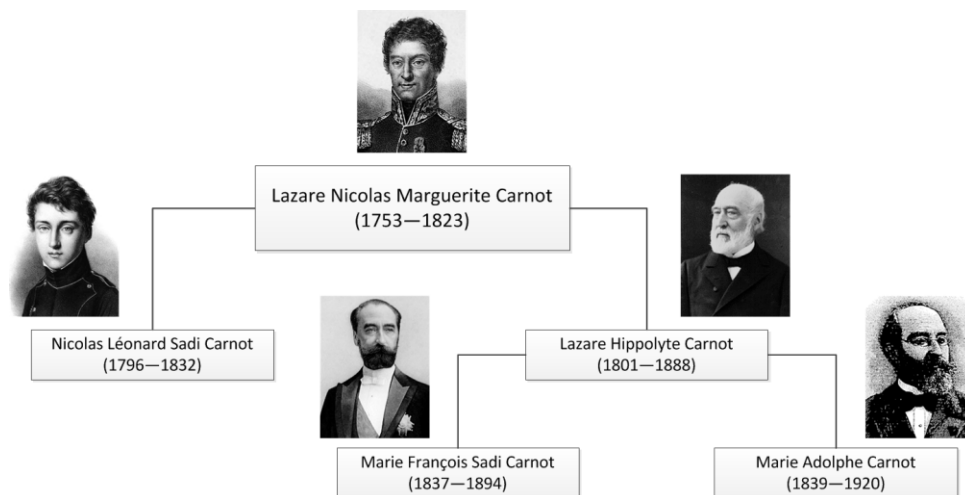 Lazare Nicolas Marguerite Carnot
(1753—1823)
Nicolas Léonard Sadi Carnot
(1796—1832)
Lazare Hippolyte Carnot
(1801—1888)
Marie François Sadi Carnot
(1837—1894)
Marie Adolphe Carnot
(1839—1920)